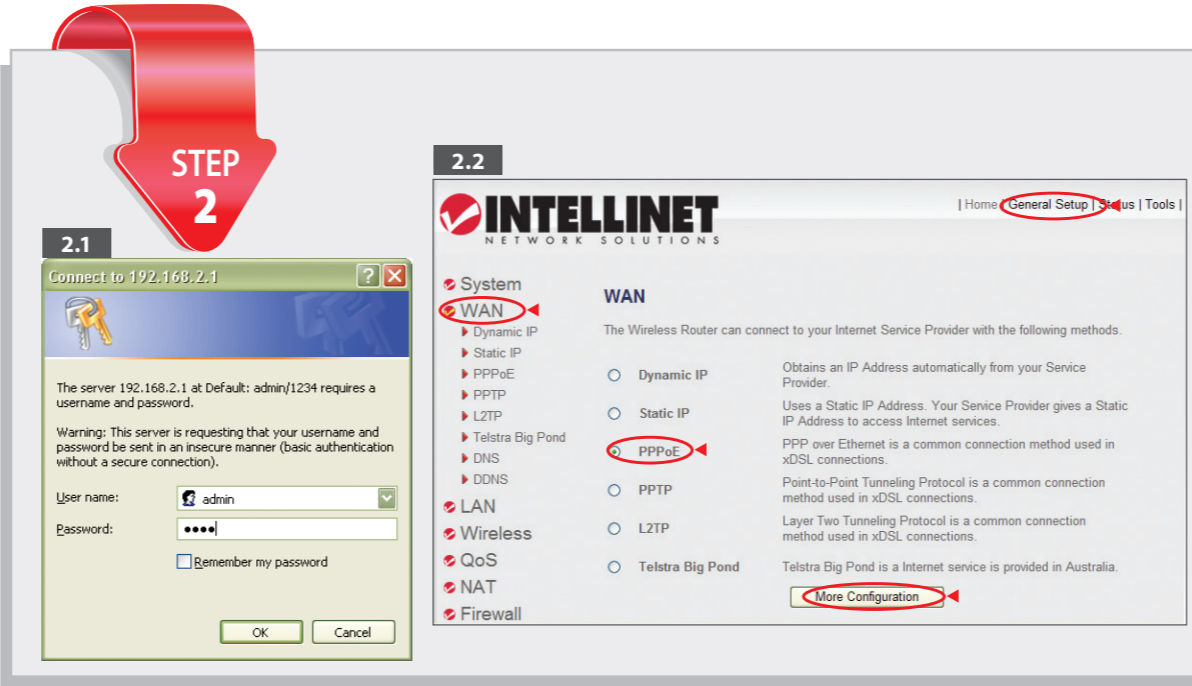 STEP
2
2.1
Connect to 192.168.2.1
The server 192.168.2.1 at Default: admin/1234 requires a
username and password.
Warning: This server is requesting that your username and
password be sent in an insecure manner (basic authentication
without a secure connection).
User name:
admin
Password:
••••
Remember my password
OK
Cancel
2.2
INTELLINET
NETWORK SOLUTIONS
| Home | General Setup | Status | Tools |
System
WAN
Dynamic IP
Static IP
PPPoE
PPTP
L2TP
Telstra Big Pond
DNS
DDNS
LAN
Wireless
QoS
NAT
Firewall
WAN
The Wireless Router can connect to your Internet Service Provider with the following methods.
Dynamic IP
Obtains an IP Address automatically from your Service
Provider.
Static IP
Uses a Static IP Address. Your Service Provider gives a Static
IP Address to access Internet services.
PPPoE
PPP over Ethernet is a common connection method used in
xDSL connections.
PPTP
Point-to-Point Tunneling Protocol is a common connection
method used in xDSL connections.
L2TP
Layer Two Tunneling Protocol is a common connection
method used in xDSL connections.
Telstra Big Pond
Telstra Big Pond is a Internet service is provided in Australia.
More Configuration